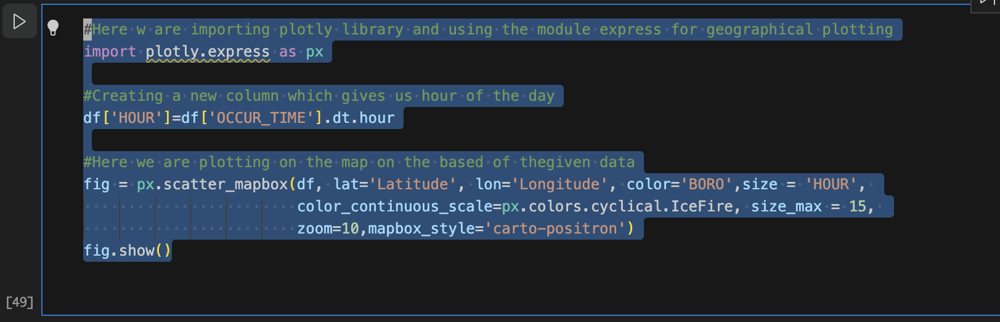 #Here w are importing plotly library and using the module express for geographical plotting
import plotly.express as px
#Creating a new column which gives us hour of the day
df['HOUR']=df['OCCUR_TIME'].dt.hour
#Here we are plotting on the map on the based of thegiven data
fig = px.scatter_mapbox(df, lat='Latitude', lon='Longitude', color='BORO',size = 'HOUR',
color_continuous_scale=px.colors.cyclical.IceFire, size_max = 15,
zoom=10,mapbox_style='carto-positron')
fig.show()
[49]